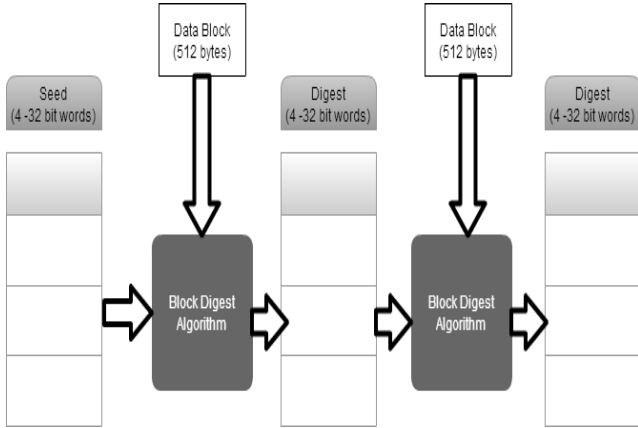 Data Block
(512 bytes)
Data Block
(512 bytes)
Seed
(4 -32 bit words)
Digest
(4 -32 bit words)
Digest
(4 -32 bit words)
Block Digest
Algorithm
Block Digest
Algorithm